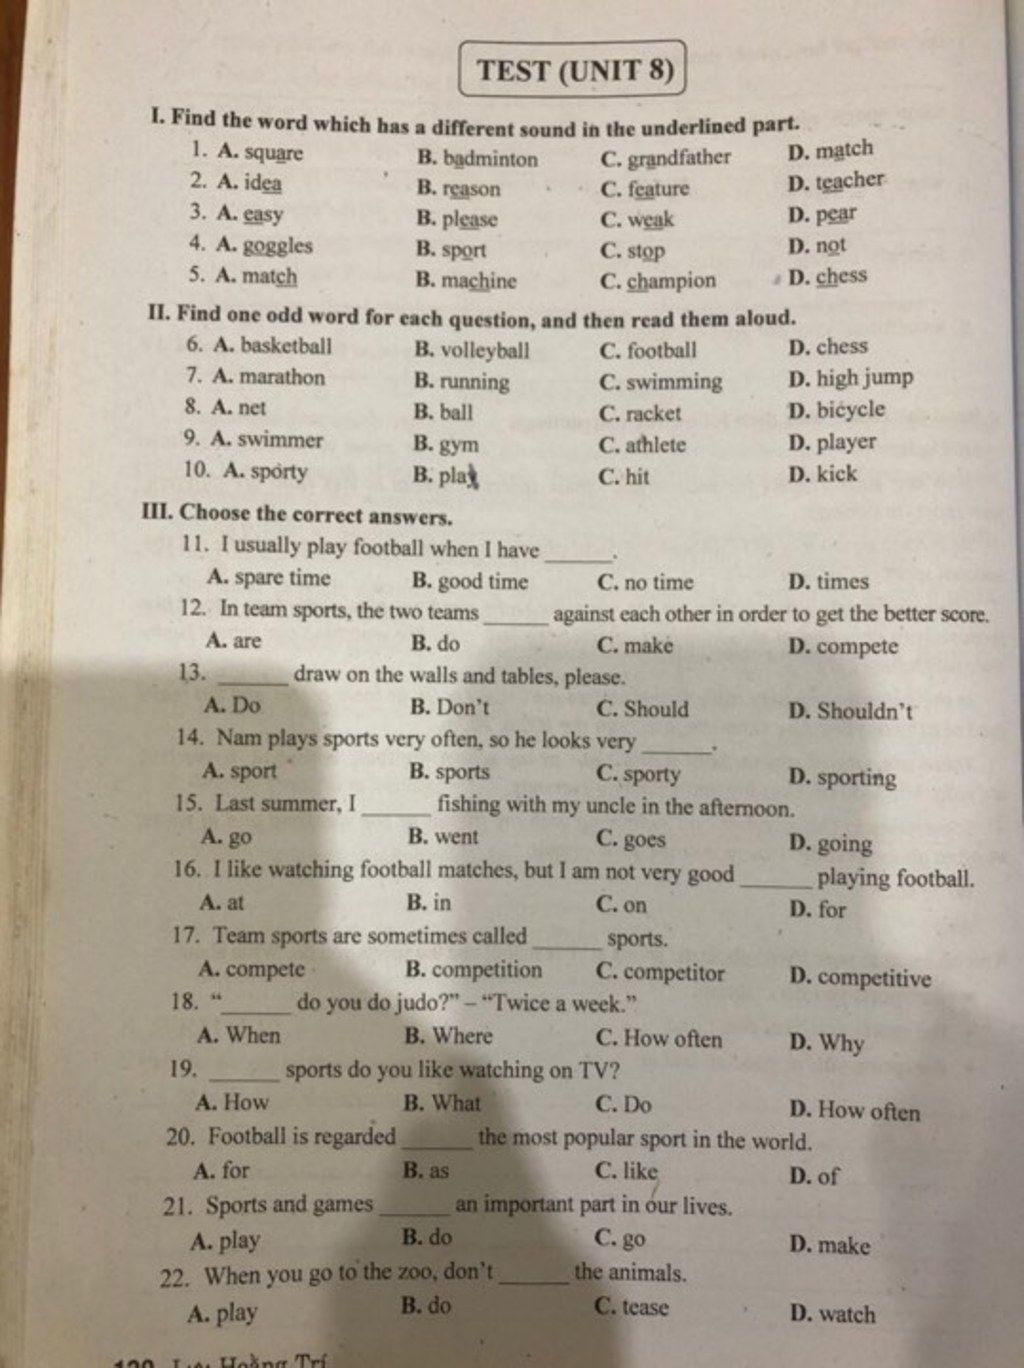 TEST (UNIT 8)
I. Find the word which has a different sound in the underlined part.
1. A. square B. badminton C. grandfather D. match
2. A. idea B. reason C. feature D. teacher
3. A. easy B. please C. weak D. pear
4. A. goggles B. sport C. stop D. not
5. A. match B. machine C. champion D. chess
II. Find one odd word for each question, and then read them aloud.
6. A. basketball B. volleyball C. football D. chess
7. A. marathon B. running C. swimming D. high jump
8. A. net B. ball C. racket D. bicycle
9. A. swimmer B. gym C. athlete D. player
10. A. sporty B. play C. hit D. kick
III. Choose the correct answers.
11. I usually play football when I have ______.
A. spare time B. good time C. no time D. times
12. In team sports, the two teams ______ against each other in order to get the better score.
A. are B. do C. make D. compete
13. ______ draw on the walls and tables, please.
A. Do B. Don't C. Should D. Shouldn't
14. Nam plays sports very often, so he looks very ______.
A. sport B. sports C. sporty D. sporting
15. Last summer, I ______ fishing with my uncle in the afternoon.
A. go B. went C. goes D. going
16. I like watching football matches, but I am not very good ______ playing football.
A. at B. in C. on D. for
17. Team sports are sometimes called ______ sports.
A. compete B. competition C. competitor D. competitive
18. "______ do you do judo?" – "Twice a week."
A. When B. Where C. How often D. Why
19. ______ sports do you like watching on TV?
A. How B. What C. Do D. How often
20. Football is regarded ______ the most popular sport in the world.
A. for B. as C. like D. of
21. Sports and games ______ an important part in our lives.
A. play B. do C. go D. make
22. When you go to the zoo, don't ______ the animals.
A. play B. do C. tease D. watch
Hoằng Trí